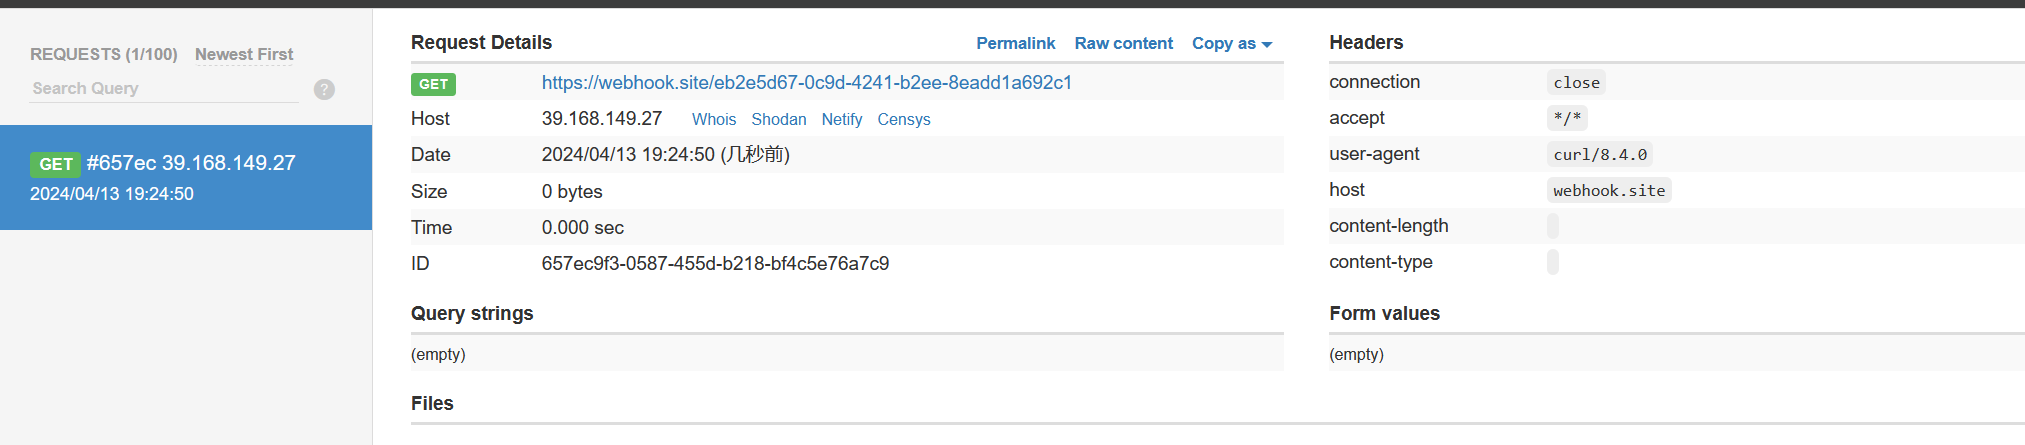 REQUESTS (1/100) Newest First
Search Query ?
GET #657ec 39.168.149.27
2024/04/13 19:24:50
Request Details Permalink Raw content Copy as
GET https://webhook.site/eb2e5d67-0c9d-4241-b2ee-8eadd1a692c1
Host 39.168.149.27 Whois Shodan Netify Censys
Date 2024/04/13 19:24:50 (几秒前)
Size 0 bytes
Time 0.000 sec
ID 657ec9f3-0587-455d-b218-bf4c5e76a7c9
Query strings
(empty)
Files
Headers
connection close
accept */*
user-agent curl/8.4.0
host webhook.site
content-length
content-type
Form values
(empty)